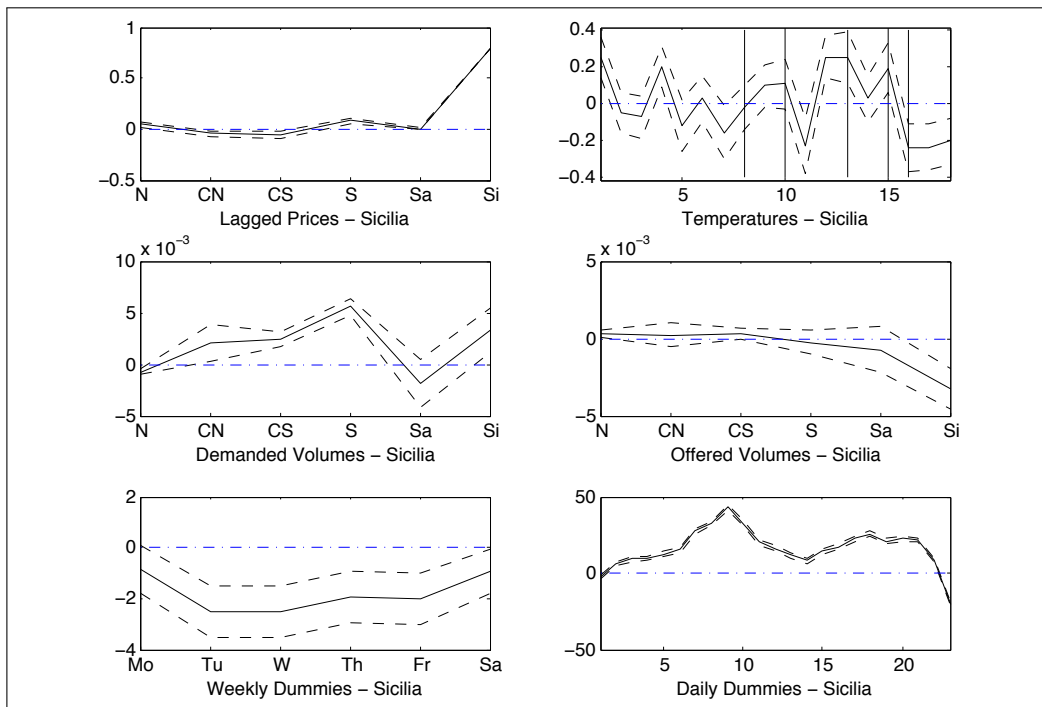 1
0.5
0
−0.5
N CN CS S Sa Si
Lagged Prices − Sicilia
0.4
0.2
0
−0.2
−0.4
5 10 15
Temperatures − Sicilia
x 10⁻³
10
5
0
−5
N CN CS S Sa Si
Demanded Volumes − Sicilia
x 10⁻³
5
0
−5
N CN CS S Sa Si
Offered Volumes − Sicilia
2
0
−2
−4
Mo Tu W Th Fr Sa
Weekly Dummies − Sicilia
50
0
−50
5 10 15 20
Daily Dummies − Sicilia